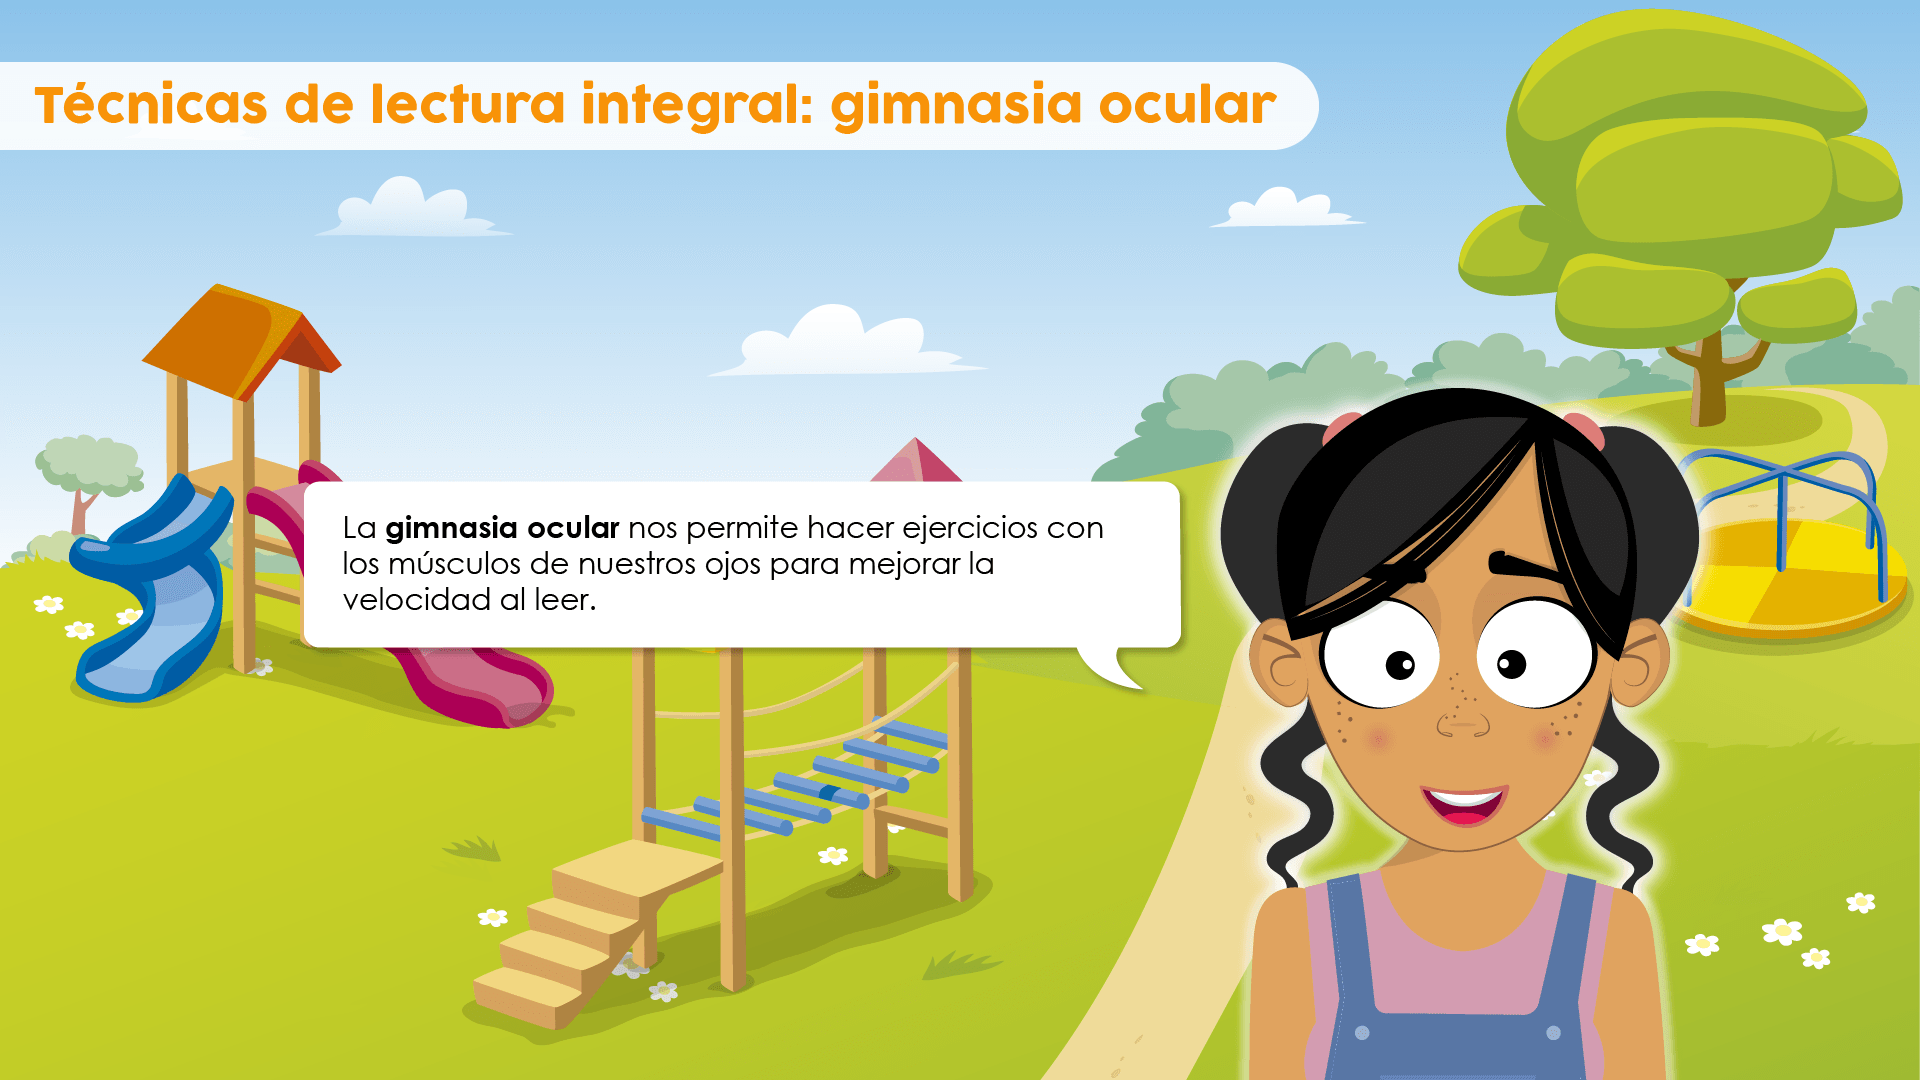 Técnicas de lectura integral: gimnasia ocular
La gimnasia ocular nos permite hacer ejercicios con
los músculos de nuestros ojos para mejorar la
velocidad al leer.